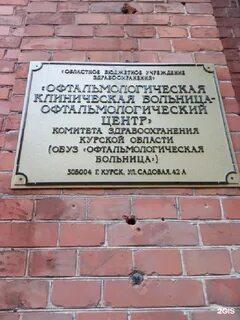 «ОБЛАСТНОЕ БЮДЖЕТНОЕ УЧРЕЖДЕНИЕ
ЗДРАВООХРАНЕНИЯ»
«ОФТАЛЬМОЛОГИЧЕСКАЯ
КЛИНИЧЕСКАЯ БОЛЬНИЦА-
ОФТАЛЬМОЛОГИЧЕСКИЙ
ЦЕНТР»
КОМИТЕТА ЗДРАВООХРАНЕНИЯ
КУРСКОЙ ОБЛАСТИ
(ОБУЗ «ОФТАЛЬМОЛОГИЧЕСКАЯ
БОЛЬНИЦА»)
305004 Г. КУРСК, УЛ. САДОВАЯ, 42 А
2GIS